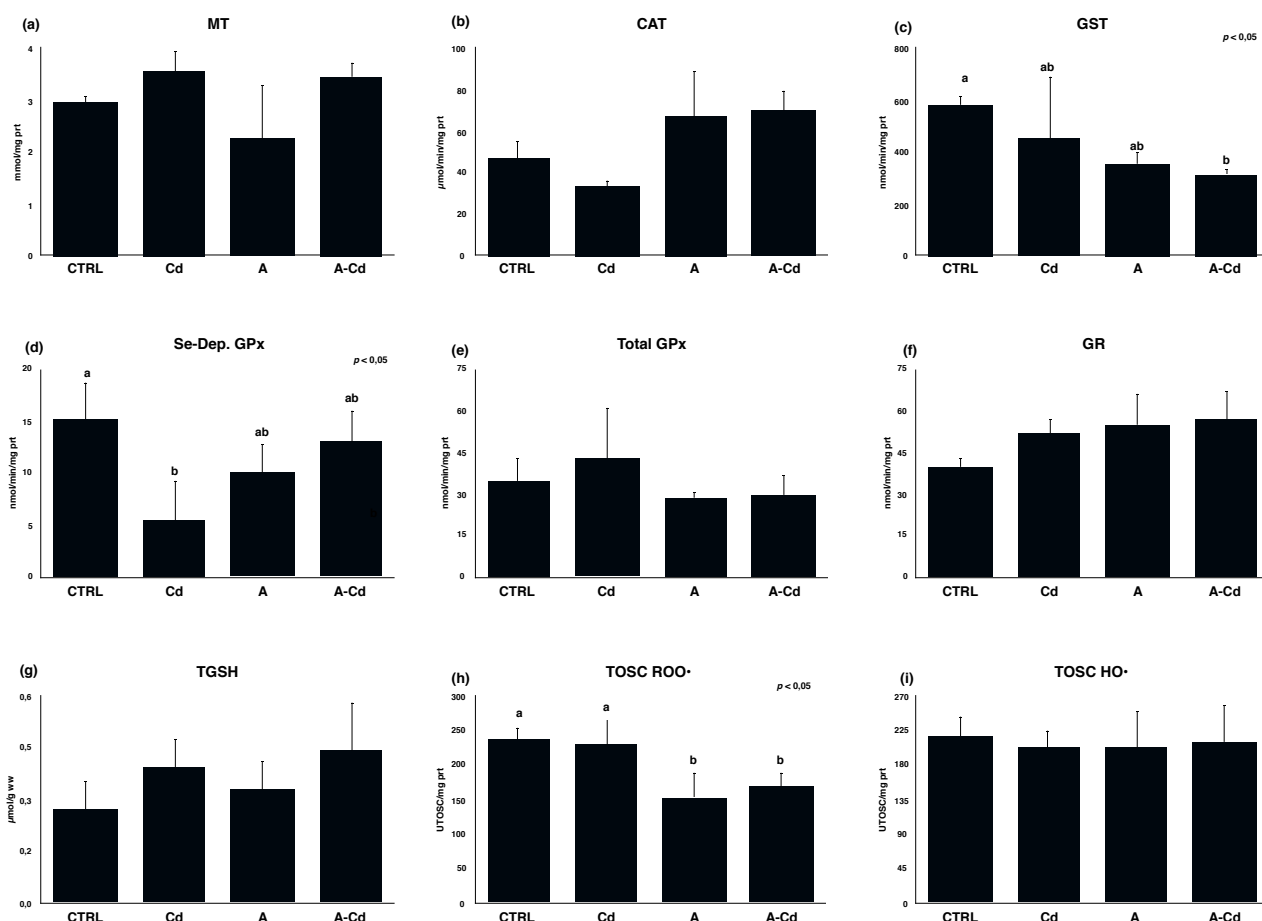 (a) MT
4
3
2
1
0
mmol/mg prt
CTRL Cd A A-Cd
(b) CAT
100
80
60
40
20
0
µmol/min/mg prt
CTRL Cd A A-Cd
(c) GST
p < 0,05
800
600
400
200
0
nmol/min/mg prt
a ab ab b
CTRL Cd A A-Cd
(d) Se-Dep. GPx
p < 0,05
20
15
10
5
0
nmol/min/mg prt
a b ab ab
b
CTRL Cd A A-Cd
(e) Total GPx
75
60
45
30
15
0
nmol/min/mg prt
CTRL Cd A A-Cd
(f) GR
75
60
45
30
15
0
nmol/min/mg prt
CTRL Cd A A-Cd
(g) TGSH
0,6
0,5
0,3
0,2
0,0
µmol/g ww
CTRL Cd A A-Cd
(h) TOSC ROO•
p < 0,05
300
250
200
150
100
50
0
UTOSC/mg prt
a a b b
CTRL Cd A A-Cd
(i) TOSC HO•
270
225
180
135
90
45
0
UTOSC/mg prt
CTRL Cd A A-Cd